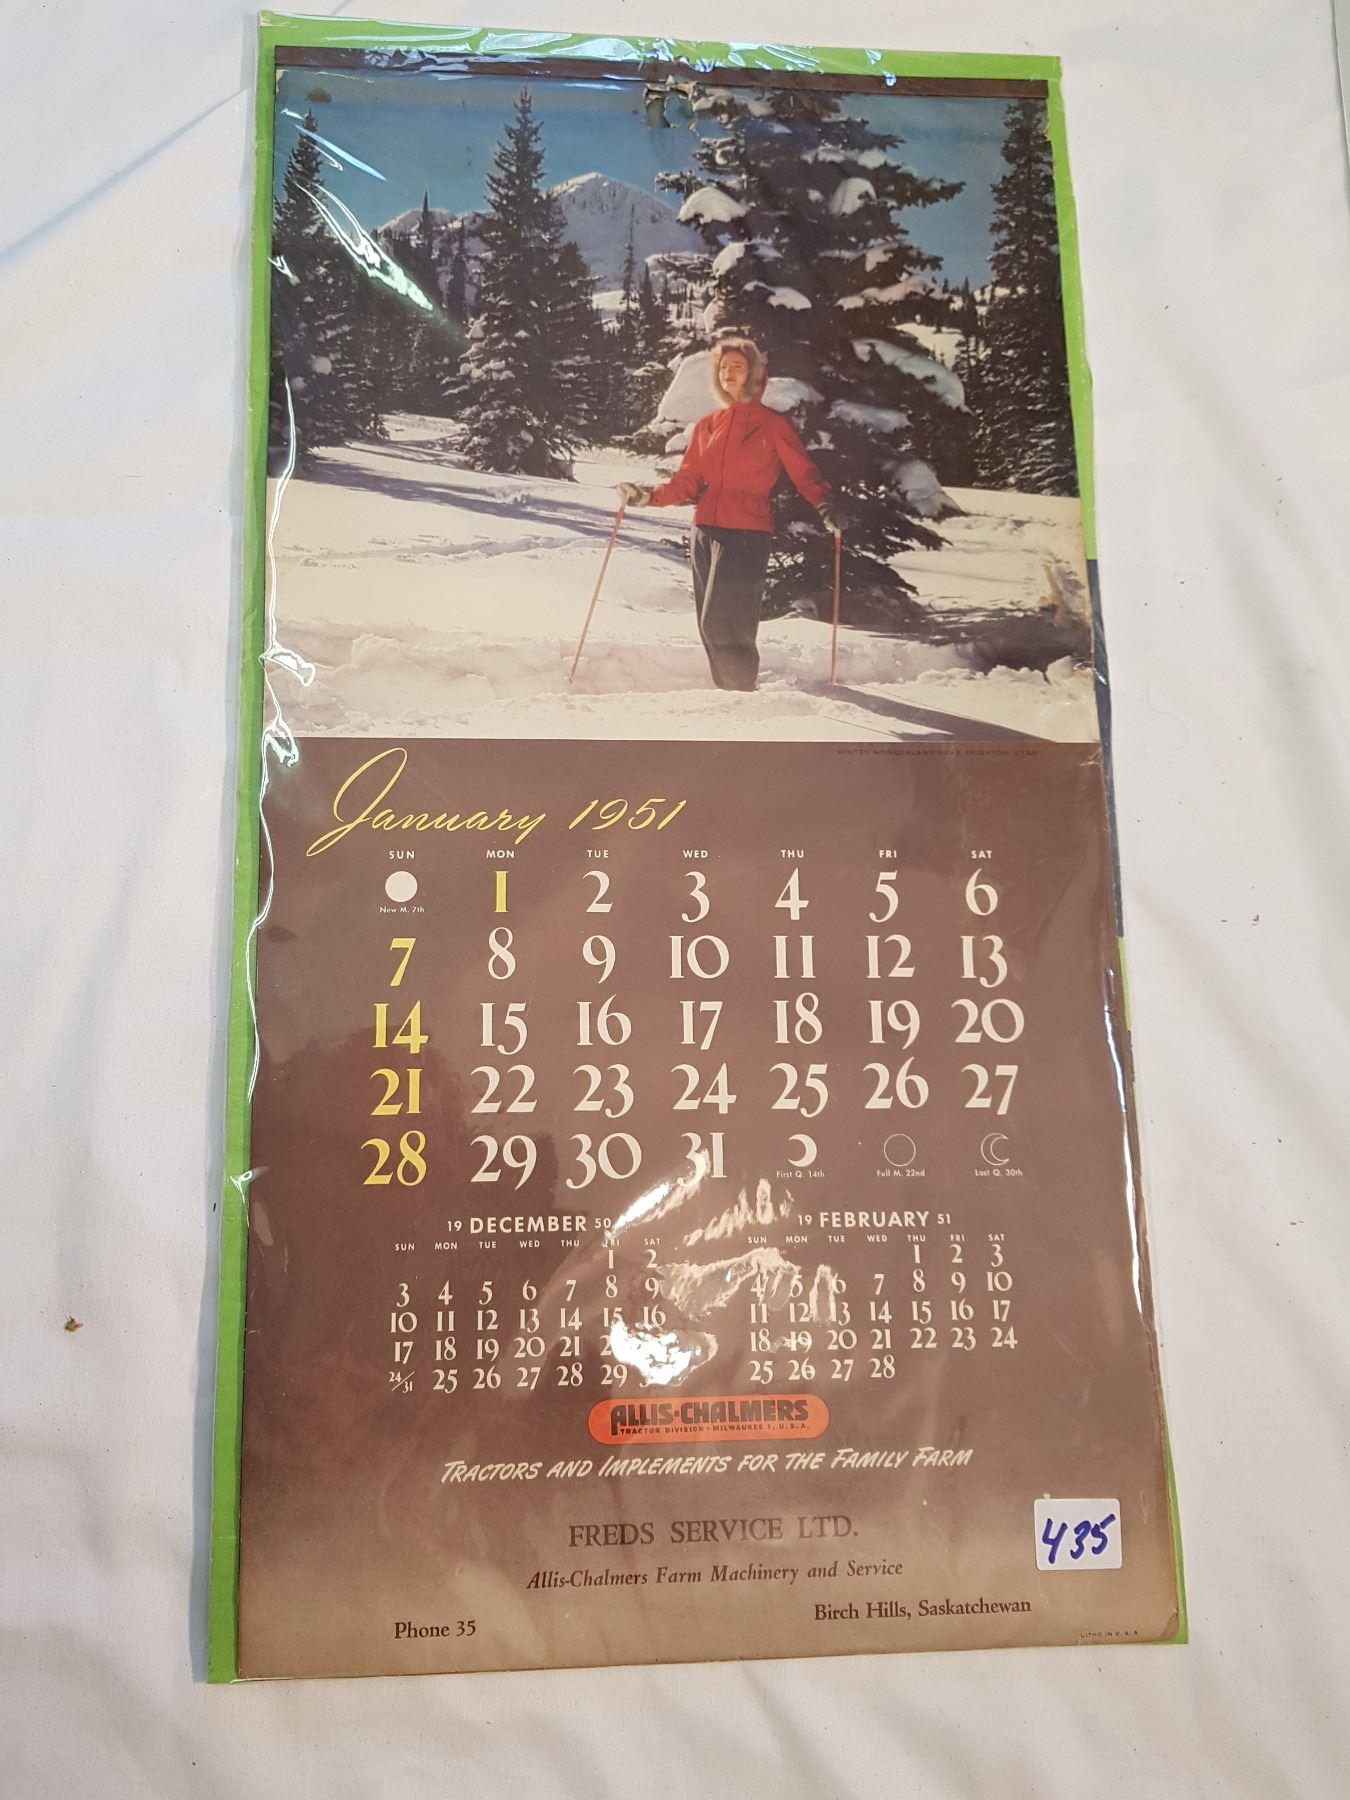 WINTER WONDERLAND NEAR BRIGHTON, UTAH
January 1951
SUN MON TUE WED THU FRI SAT
New M. 7th 1 2 3 4 5 6
7 8 9 10 11 12 13
14 15 16 17 18 19 20
21 22 23 24 25 26 27
28 29 30 31 First Q. 14th Full M. 22nd Last Q. 30th
19 DECEMBER 50
SUN MON TUE WED THU FRI SAT
1 2
3 4 5 6 7 8 9
10 11 12 13 14 15 16
17 18 19 20 21
24/31 25 26 27 28 29
19 FEBRUARY 51
SUN MON TUE WED THU FRI SAT
1 2 3
4 5 6 7 8 9 10
11 12 13 14 15 16 17
18 19 20 21 22 23 24
25 26 27 28
ALLIS-CHALMERS
TRACTOR DIVISION • MILWAUKEE 1, U.S.A.
TRACTORS AND IMPLEMENTS FOR THE FAMILY FARM
FREDS SERVICE LTD.
435
Allis-Chalmers Farm Machinery and Service
Phone 35 Birch Hills, Saskatchewan
LITHO IN U.S.A.